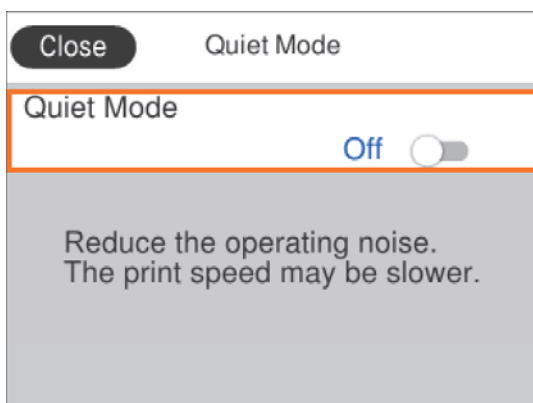 Close Quiet Mode
Quiet Mode
Off
Reduce the operating noise.
The print speed may be slower.